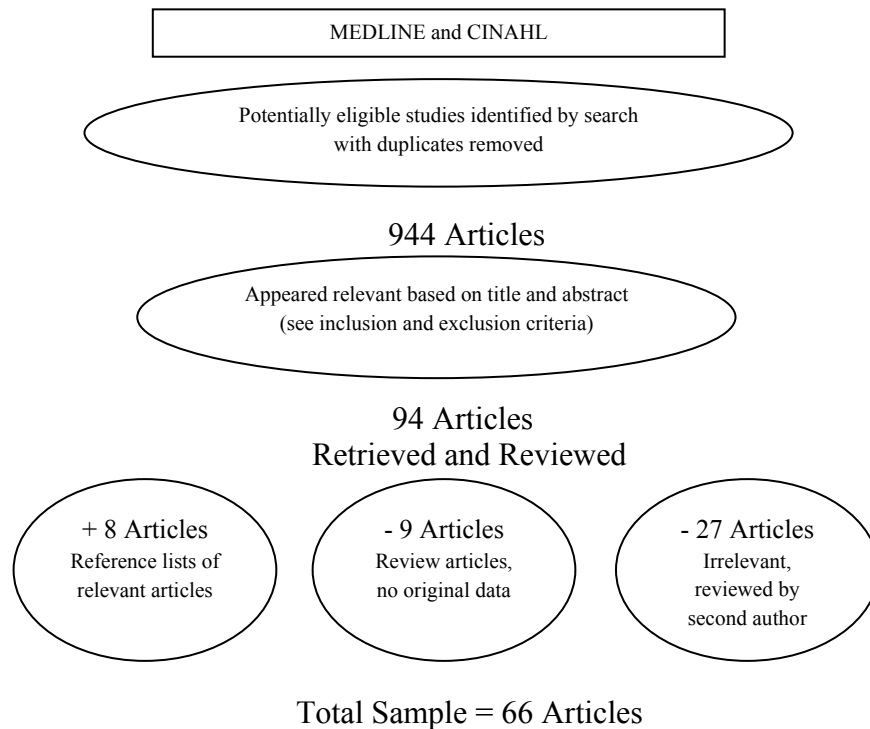 MEDLINE and CINAHL
Potentially eligible studies identified by search
with duplicates removed
944 Articles
Appeared relevant based on title and abstract
(see inclusion and exclusion criteria)
94 Articles
Retrieved and Reviewed
+ 8 Articles
Reference lists of
relevant articles
- 9 Articles
Review articles,
no original data
- 27 Articles
Irrelevant,
reviewed by
second author
Total Sample = 66 Articles